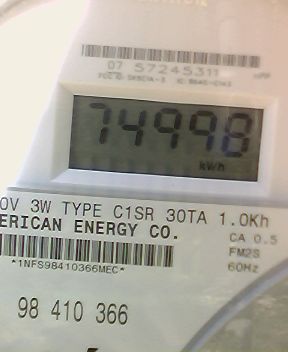 07 57245311
74998
kWh
0V 3W TYPE C1SR 30TA 1.0Kh
ERICAN ENERGY CO.
CA 0.5
FM2S
60Hz
*1NFS98410366MEC*
98 410 366